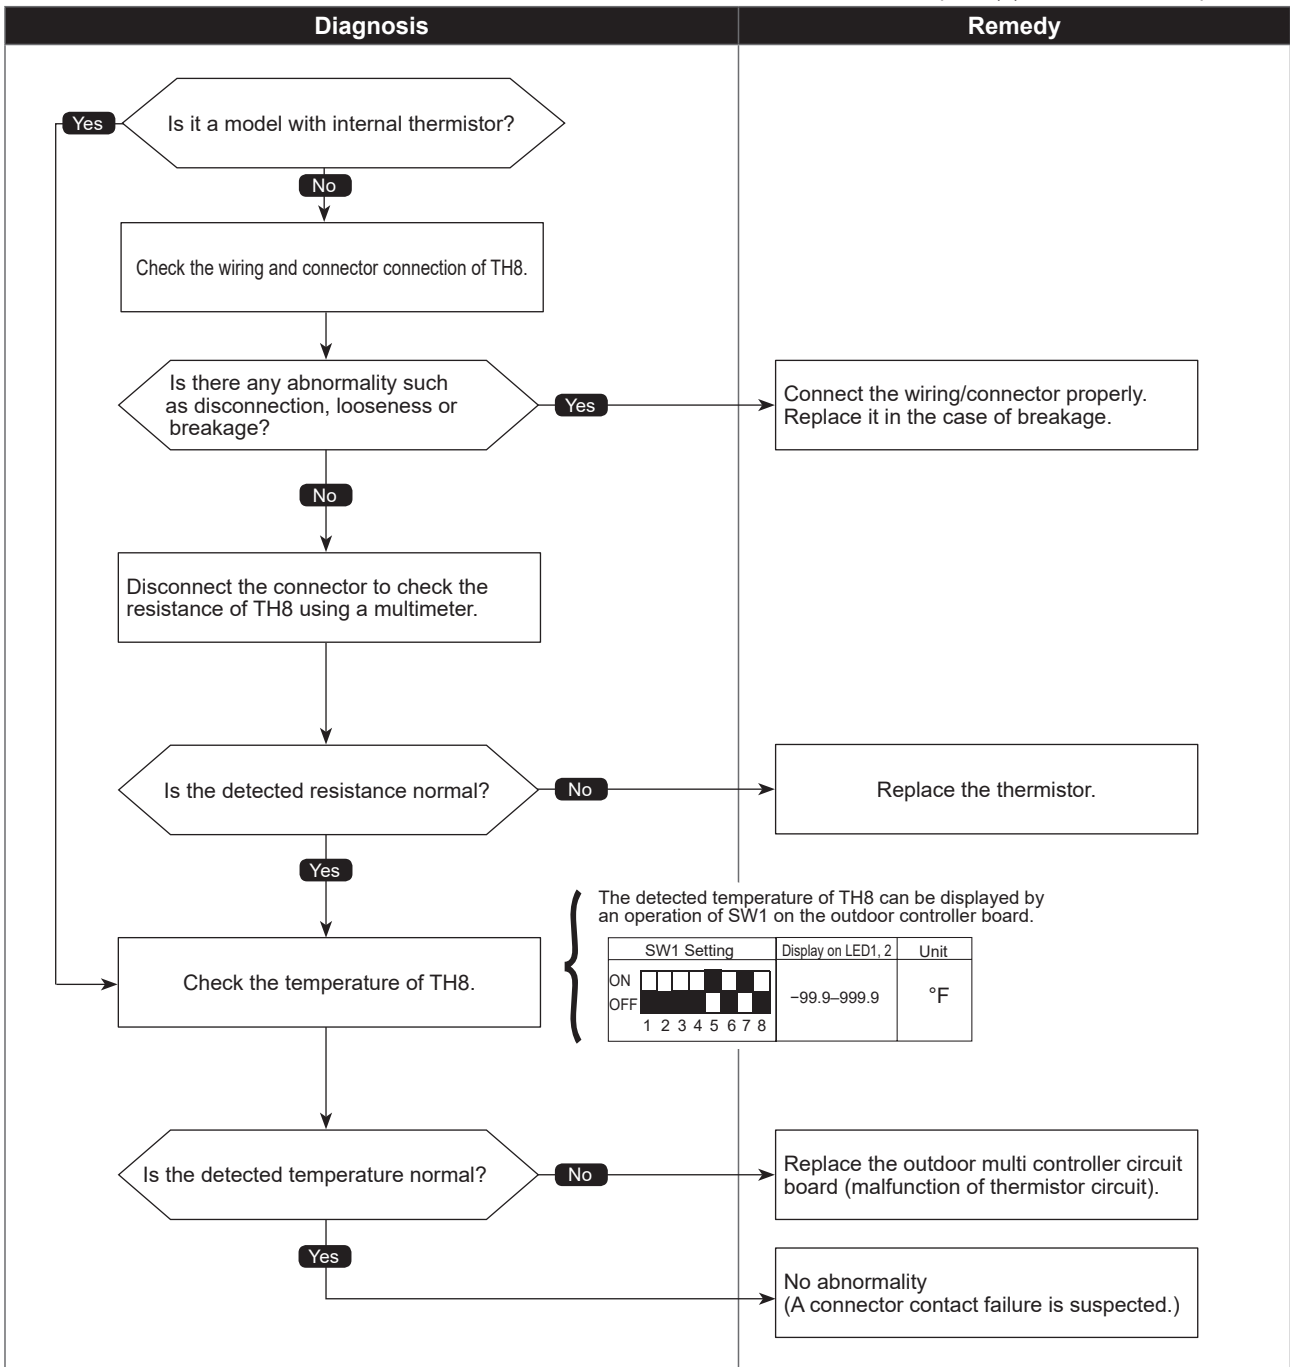 Diagnosis
Remedy
Is it a model with internal thermistor?
Yes
No
Check the wiring and connector connection of TH8.
Is there any abnormality such
as disconnection, looseness or
breakage?
Yes
Connect the wiring/connector properly.
Replace it in the case of breakage.
No
Disconnect the connector to check the
resistance of TH8 using a multimeter.
Is the detected resistance normal?
No
Replace the thermistor.
Yes
The detected temperature of TH8 can be displayed by
an operation of SW1 on the outdoor controller board.
SW1 Setting
Display on LED1, 2
Unit
ON
OFF
1 2 3 4 5 6 7 8
−99.9–999.9
°F
Check the temperature of TH8.
Is the detected temperature normal?
No
Replace the outdoor multi controller circuit
board (malfunction of thermistor circuit).
Yes
No abnormality
(A connector contact failure is suspected.)